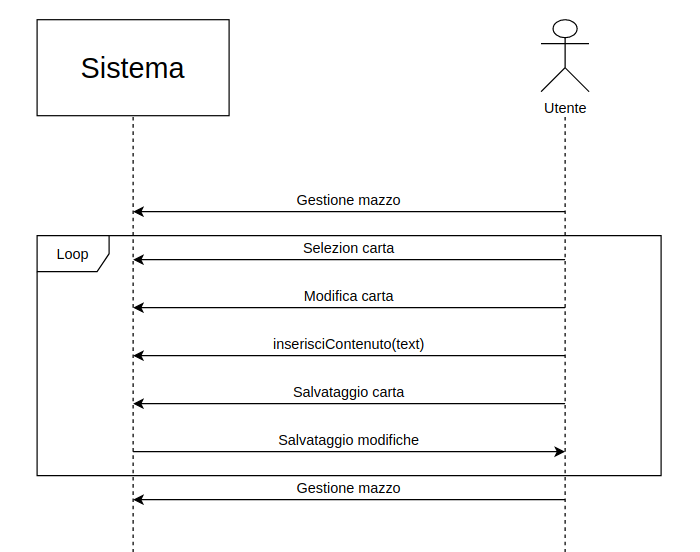 Sistema
Utente
Gestione mazzo
Loop
Selezion carta
Modifica carta
inserisciContenuto(text)
Salvataggio carta
Salvataggio modifiche
Gestione mazzo